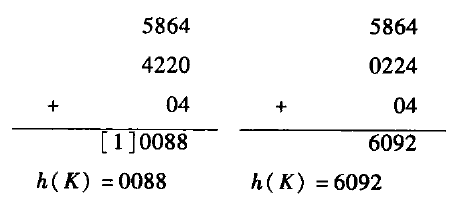 5864 5864
4220 0224
+ 04 + 04
[1]0088 6092
h(K) = 0088 h(K) = 6092